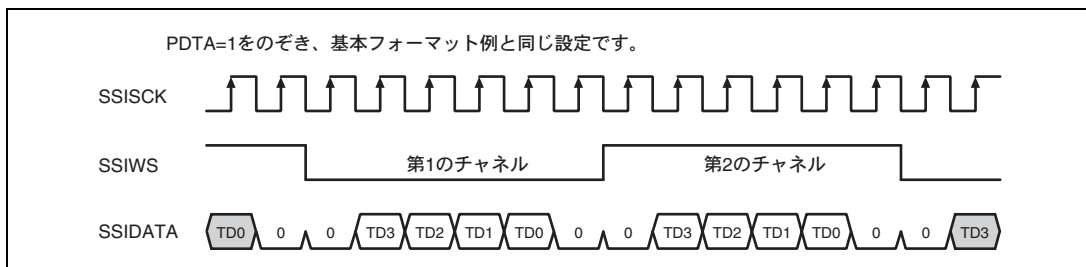 PDTA=1をのぞき、基本フォーマット例と同じ設定です。
SSISCK
SSIWS 第1のチャネル 第2のチャネル
SSIDATA TD0 0 0 TD3 TD2 TD1 TD0 0 0 TD3 TD2 TD1 TD0 0 0 TD3